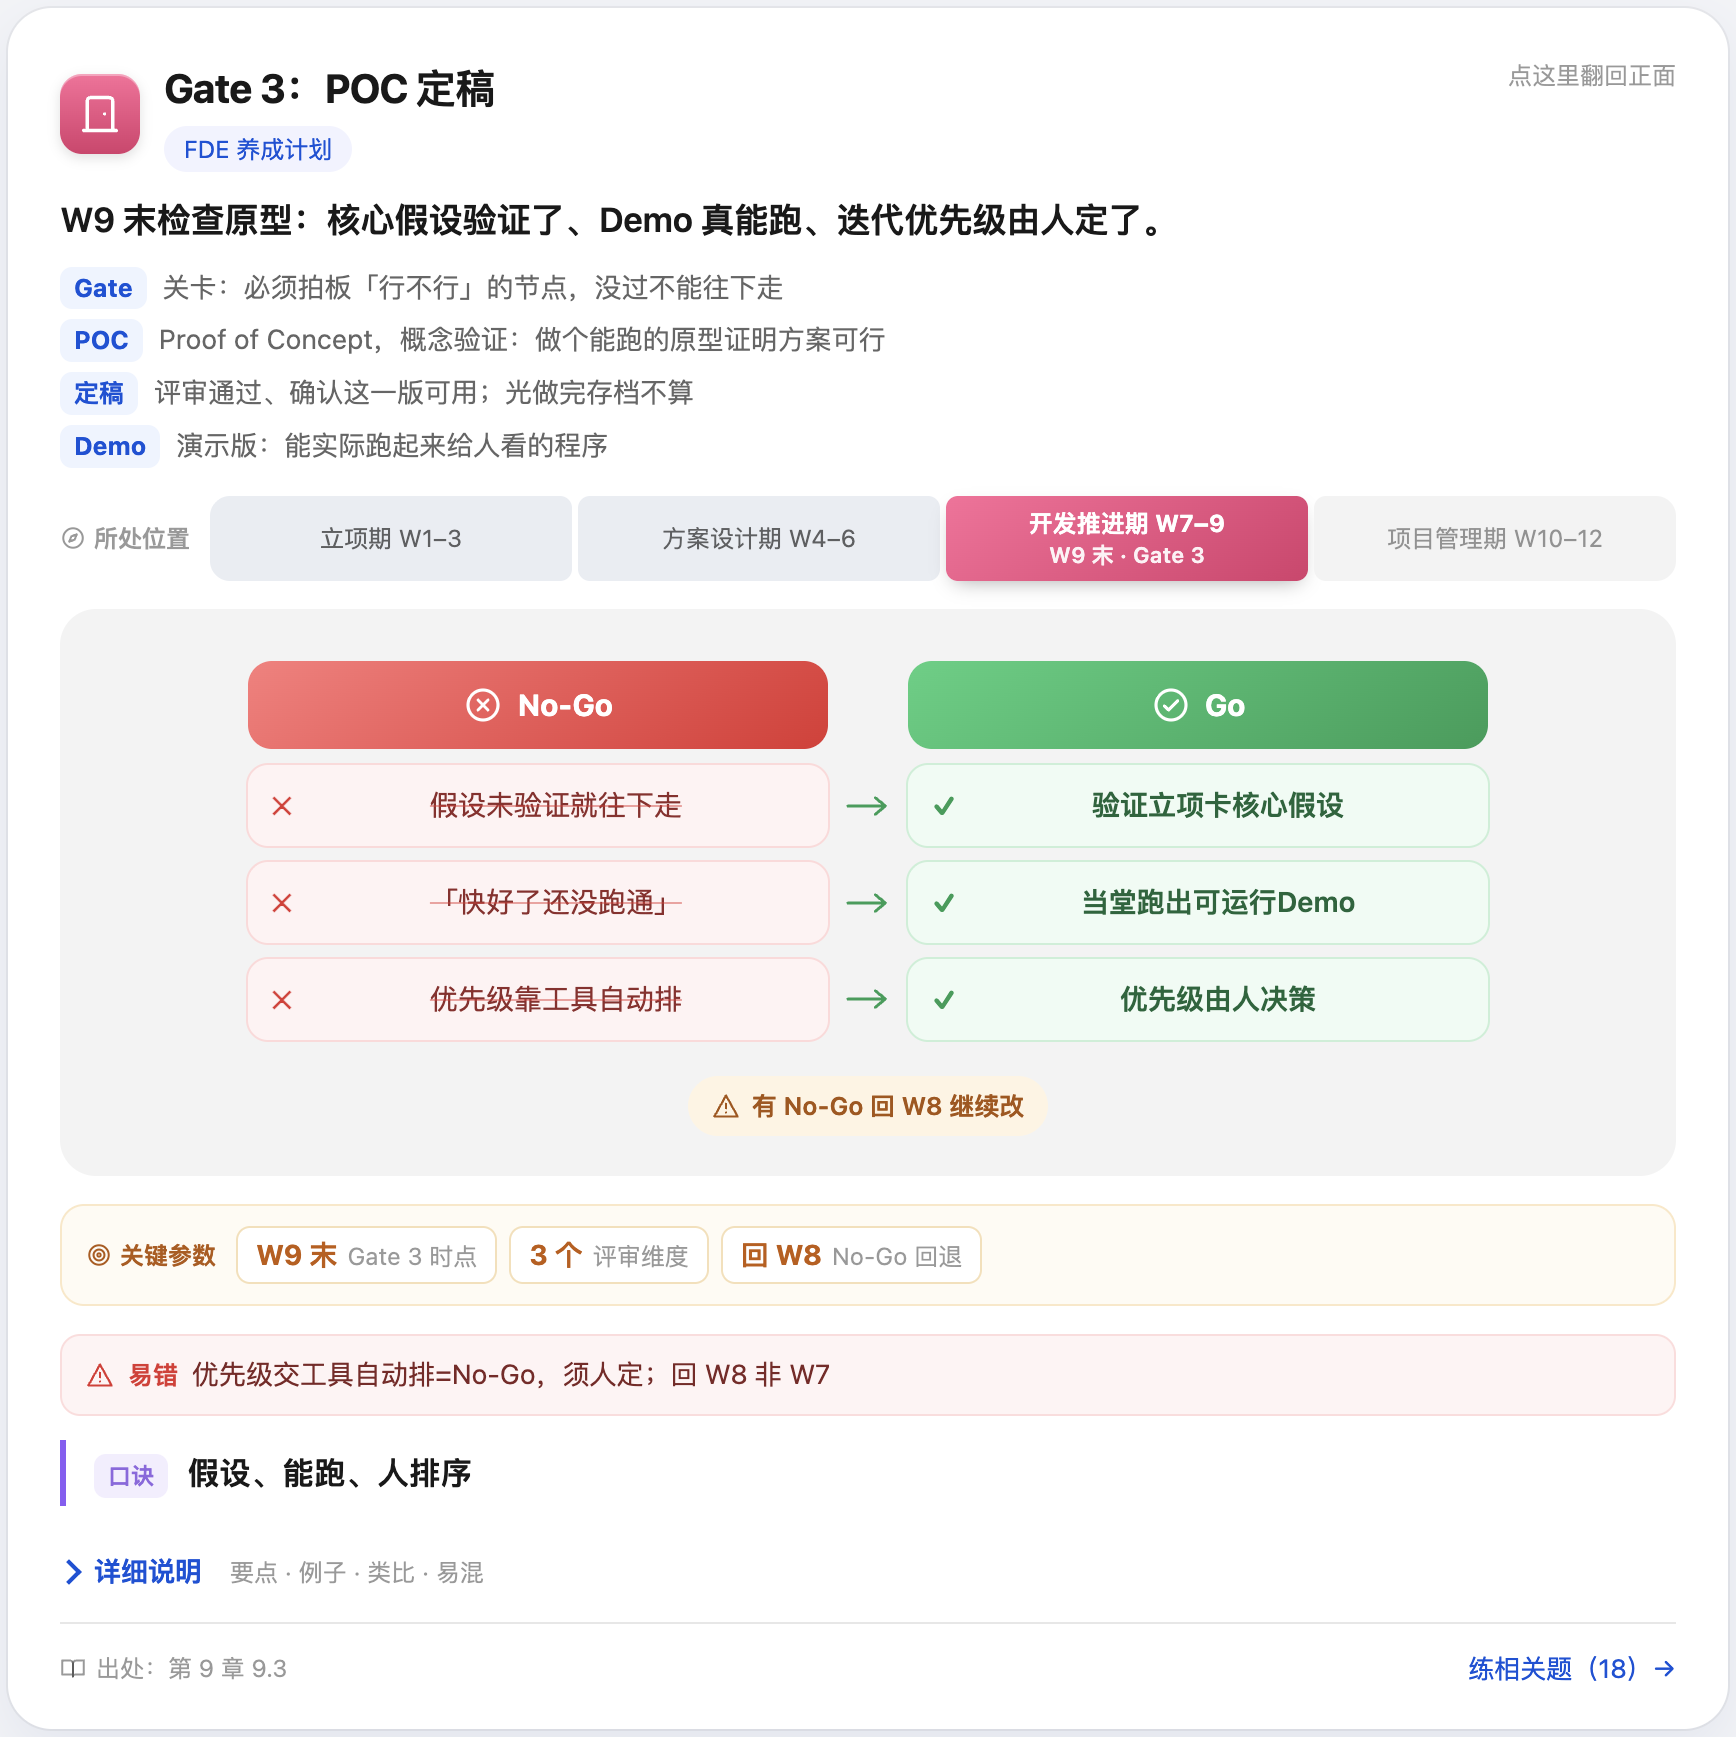 Gate 3：POC 定稿
点这里翻回正面
FDE 养成计划
W9 末检查原型：核心假设验证了、Demo 真能跑、迭代优先级由人定了。
Gate 关卡：必须拍板「行不行」的节点，没过不能往下走
POC Proof of Concept，概念验证：做个能跑的原型证明方案可行
定稿 评审通过、确认这一版可用；光做完存档不算
Demo 演示版：能实际跑起来给人看的程序
所处位置
立项期 W1–3
方案设计期 W4–6
开发推进期 W7–9
W9 末 · Gate 3
项目管理期 W10–12
No-Go
Go
假设未验证就往下走
验证立项卡核心假设
「快好了还没跑通」
当堂跑出可运行Demo
优先级靠工具自动排
优先级由人决策
有 No-Go 回 W8 继续改
关键参数 W9 末 Gate 3 时点 3 个 评审维度 回 W8 No-Go 回退
易错 优先级交工具自动排=No-Go，须人定；回 W8 非 W7
口诀 假设、能跑、人排序
详细说明 要点 · 例子 · 类比 · 易混
出处：第 9 章 9.3
练相关题（18）→